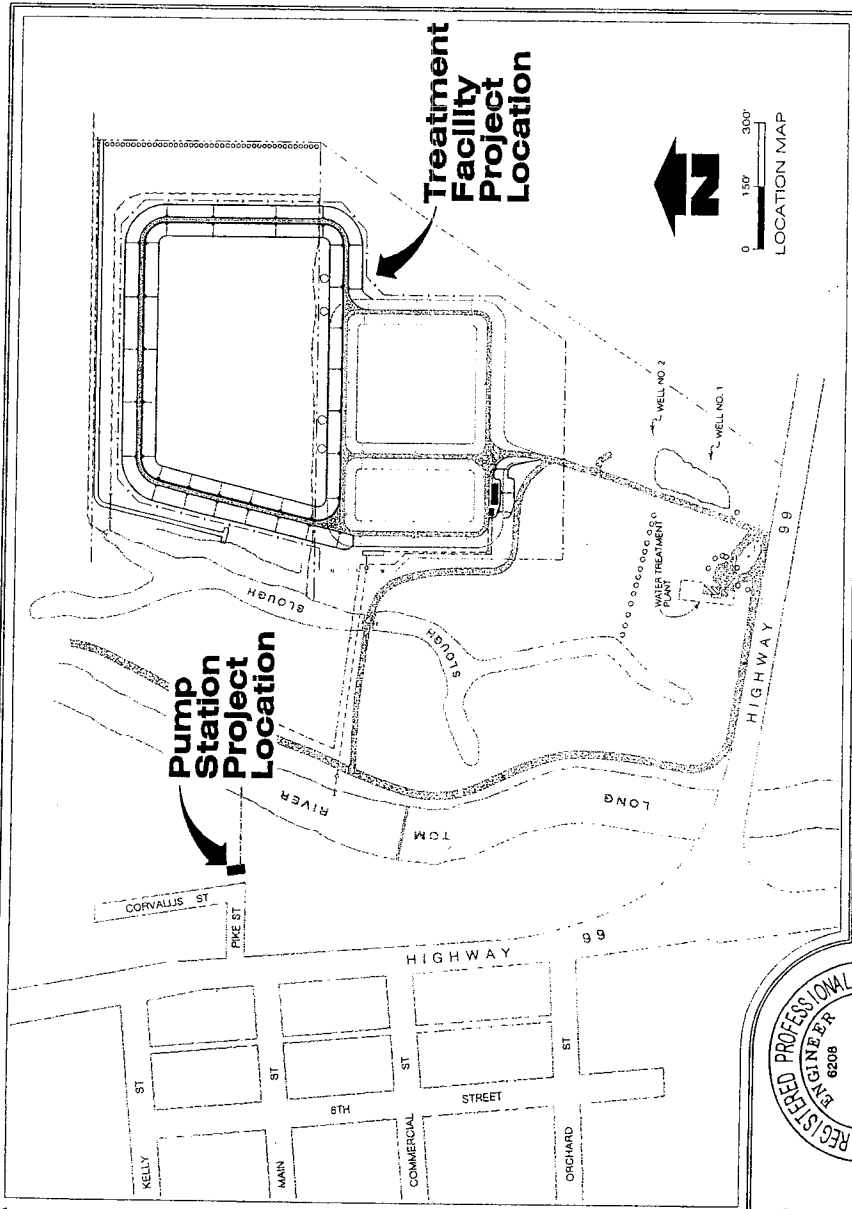 Treatment
Facility
Project
Location
Pump
Station
Project
Location
N
0
150'
300'
LOCATION MAP
WELL NO. 2
WELL NO. 1
WATER TREATMENT
PLANT
SLOUGH
SLOUGH
HIGHWAY 99
LONG
TOM
RIVER
CORVALLIS ST
PIKE ST
HIGHWAY 99
KELLY ST
MAIN ST
COMMERCIAL ST
ORCHARD ST
6TH STREET
REGISTERED PROFESSIONAL
ENGINEER
6208